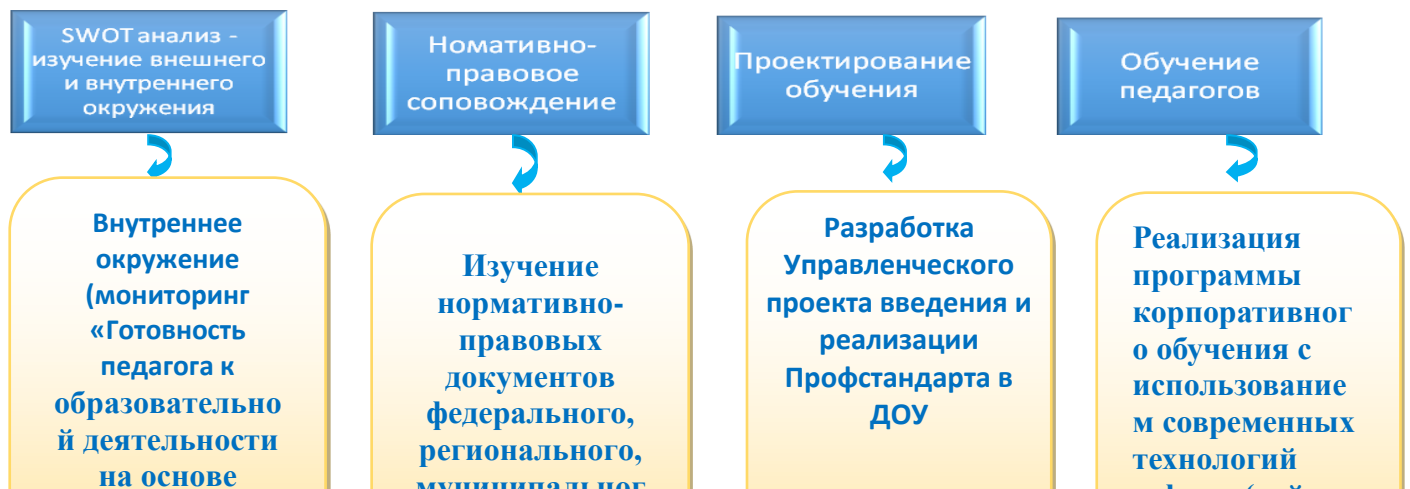 SWOT анализ -
изучение внешнего
и внутреннего
окружения
Номативно-
правовое
соповождение
Проектирование
обучения
Обучение
педагогов
Внутреннее
окружение
(мониторинг
«Готовность
педагога к
образовательно
й деятельности
на основе
Изучение
нормативно-
правовых
документов
федерального,
регионального,
муниципальног
Разработка
Управленческого
проекта введения и
реализации
Профстандарта в
ДОУ
Реализация
программы
корпоративног
о обучения с
использование
м современных
технологий